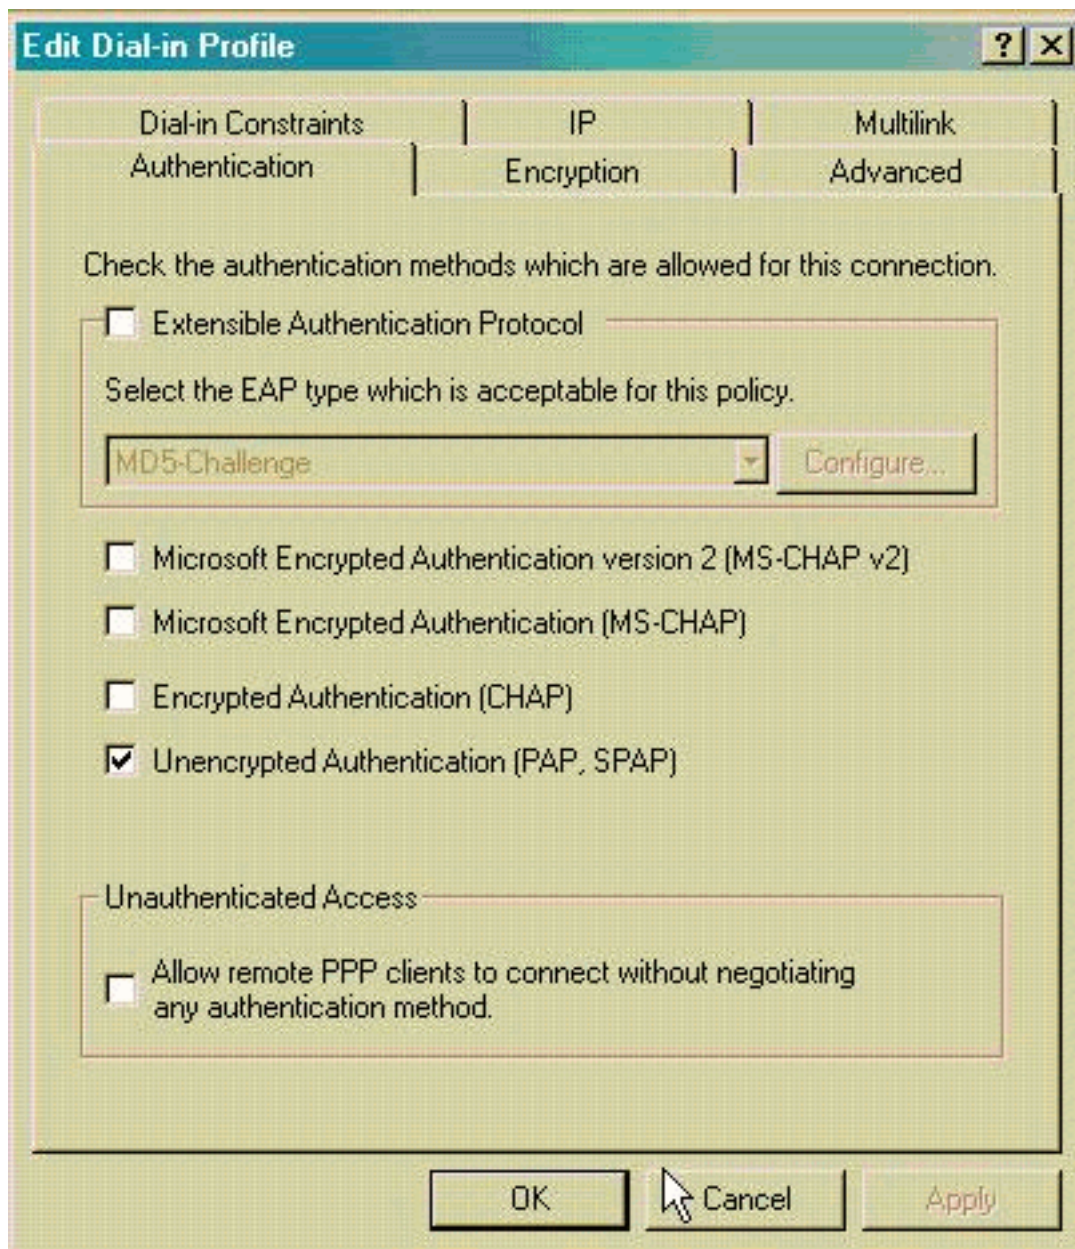 Edit Dial-in Profile
Dial-in Constraints
IP
Multilink
Authentication
Encryption
Advanced
Check the authentication methods which are allowed for this connection.
Extensible Authentication Protocol
Select the EAP type which is acceptable for this policy.
MD5-Challenge
Configure...
Microsoft Encrypted Authentication version 2 (MS-CHAP v2)
Microsoft Encrypted Authentication (MS-CHAP)
Encrypted Authentication (CHAP)
Unencrypted Authentication (PAP, SPAP)
Unauthenticated Access
Allow remote PPP clients to connect without negotiating
any authentication method.
OK
Cancel
Apply